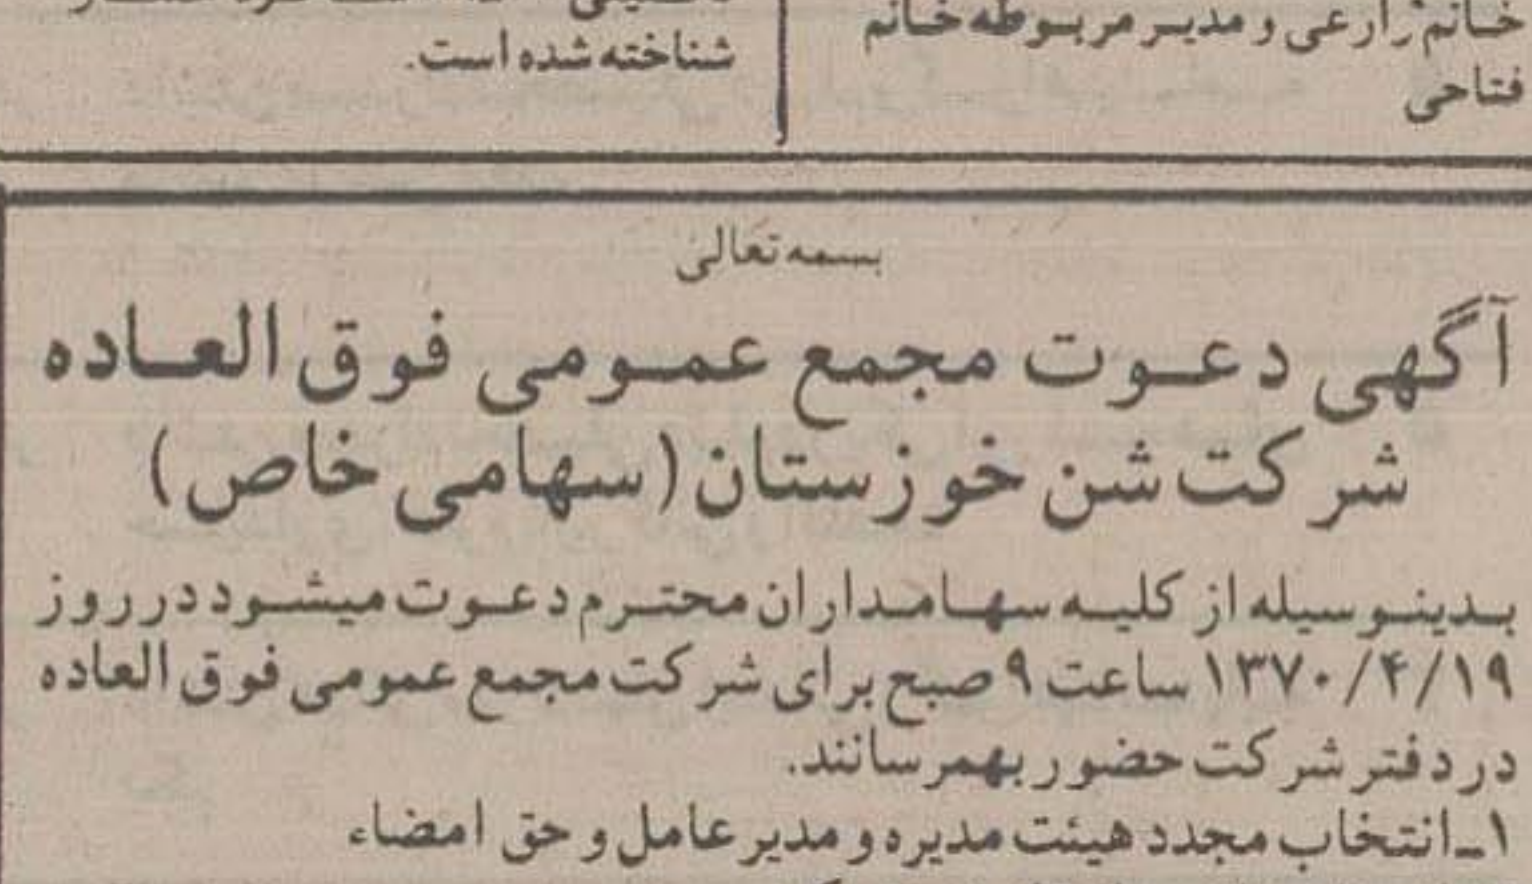 خانم زارعی و مدیر مربوطه خانم
فتاحی
شناخته شده است.
بسمه تعالی
آگهی دعوت مجمع عمومی فوق العاده
شرکت شن خوزستان (سهامی خاص)
بدینوسیله از کلیه سهامداران محترم دعوت میشود در روز
۱۳۷۰/۴/۱۹ ساعت ۹ صبح برای شرکت مجمع عمومی فوق العاده
در دفتر شرکت حضور بهمرسانند.
۱ـ انتخاب مجدد هیئت مدیره و مدیر عامل و حق امضاء